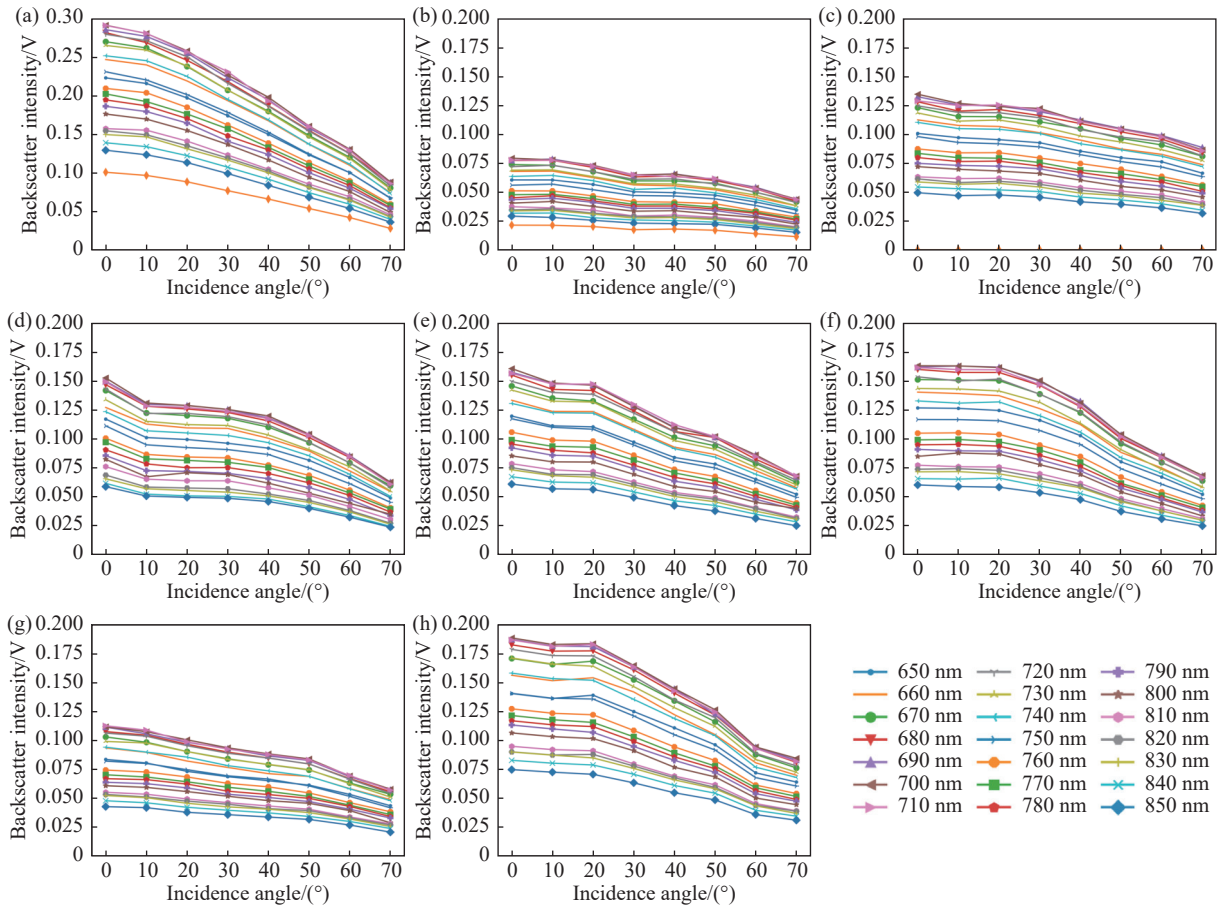 (a)
Backscatter intensity/V
0.30
0.25
0.20
0.15
0.10
0.05
0
0 10 20 30 40 50 60 70
Incidence angle/(°)
(b)
Backscatter intensity/V
0.200
0.175
0.150
0.125
0.100
0.075
0.050
0.025
0
0 10 20 30 40 50 60 70
Incidence angle/(°)
(c)
Backscatter intensity/V
0.200
0.175
0.150
0.125
0.100
0.075
0.050
0.025
0
0 10 20 30 40 50 60 70
Incidence angle/(°)
(d)
Backscatter intensity/V
0.200
0.175
0.150
0.125
0.100
0.075
0.050
0.025
0
0 10 20 30 40 50 60 70
Incidence angle/(°)
(e)
Backscatter intensity/V
0.200
0.175
0.150
0.125
0.100
0.075
0.050
0.025
0
0 10 20 30 40 50 60 70
Incidence angle/(°)
(f)
Backscatter intensity/V
0.200
0.175
0.150
0.125
0.100
0.075
0.050
0.025
0
0 10 20 30 40 50 60 70
Incidence angle/(°)
(g)
Backscatter intensity/V
0.200
0.175
0.150
0.125
0.100
0.075
0.050
0.025
0
0 10 20 30 40 50 60 70
Incidence angle/(°)
(h)
Backscatter intensity/V
0.200
0.175
0.150
0.125
0.100
0.075
0.050
0.025
0
0 10 20 30 40 50 60 70
Incidence angle/(°)
650 nm 720 nm 790 nm
660 nm 730 nm 800 nm
670 nm 740 nm 810 nm
680 nm 750 nm 820 nm
690 nm 760 nm 830 nm
700 nm 770 nm 840 nm
710 nm 780 nm 850 nm